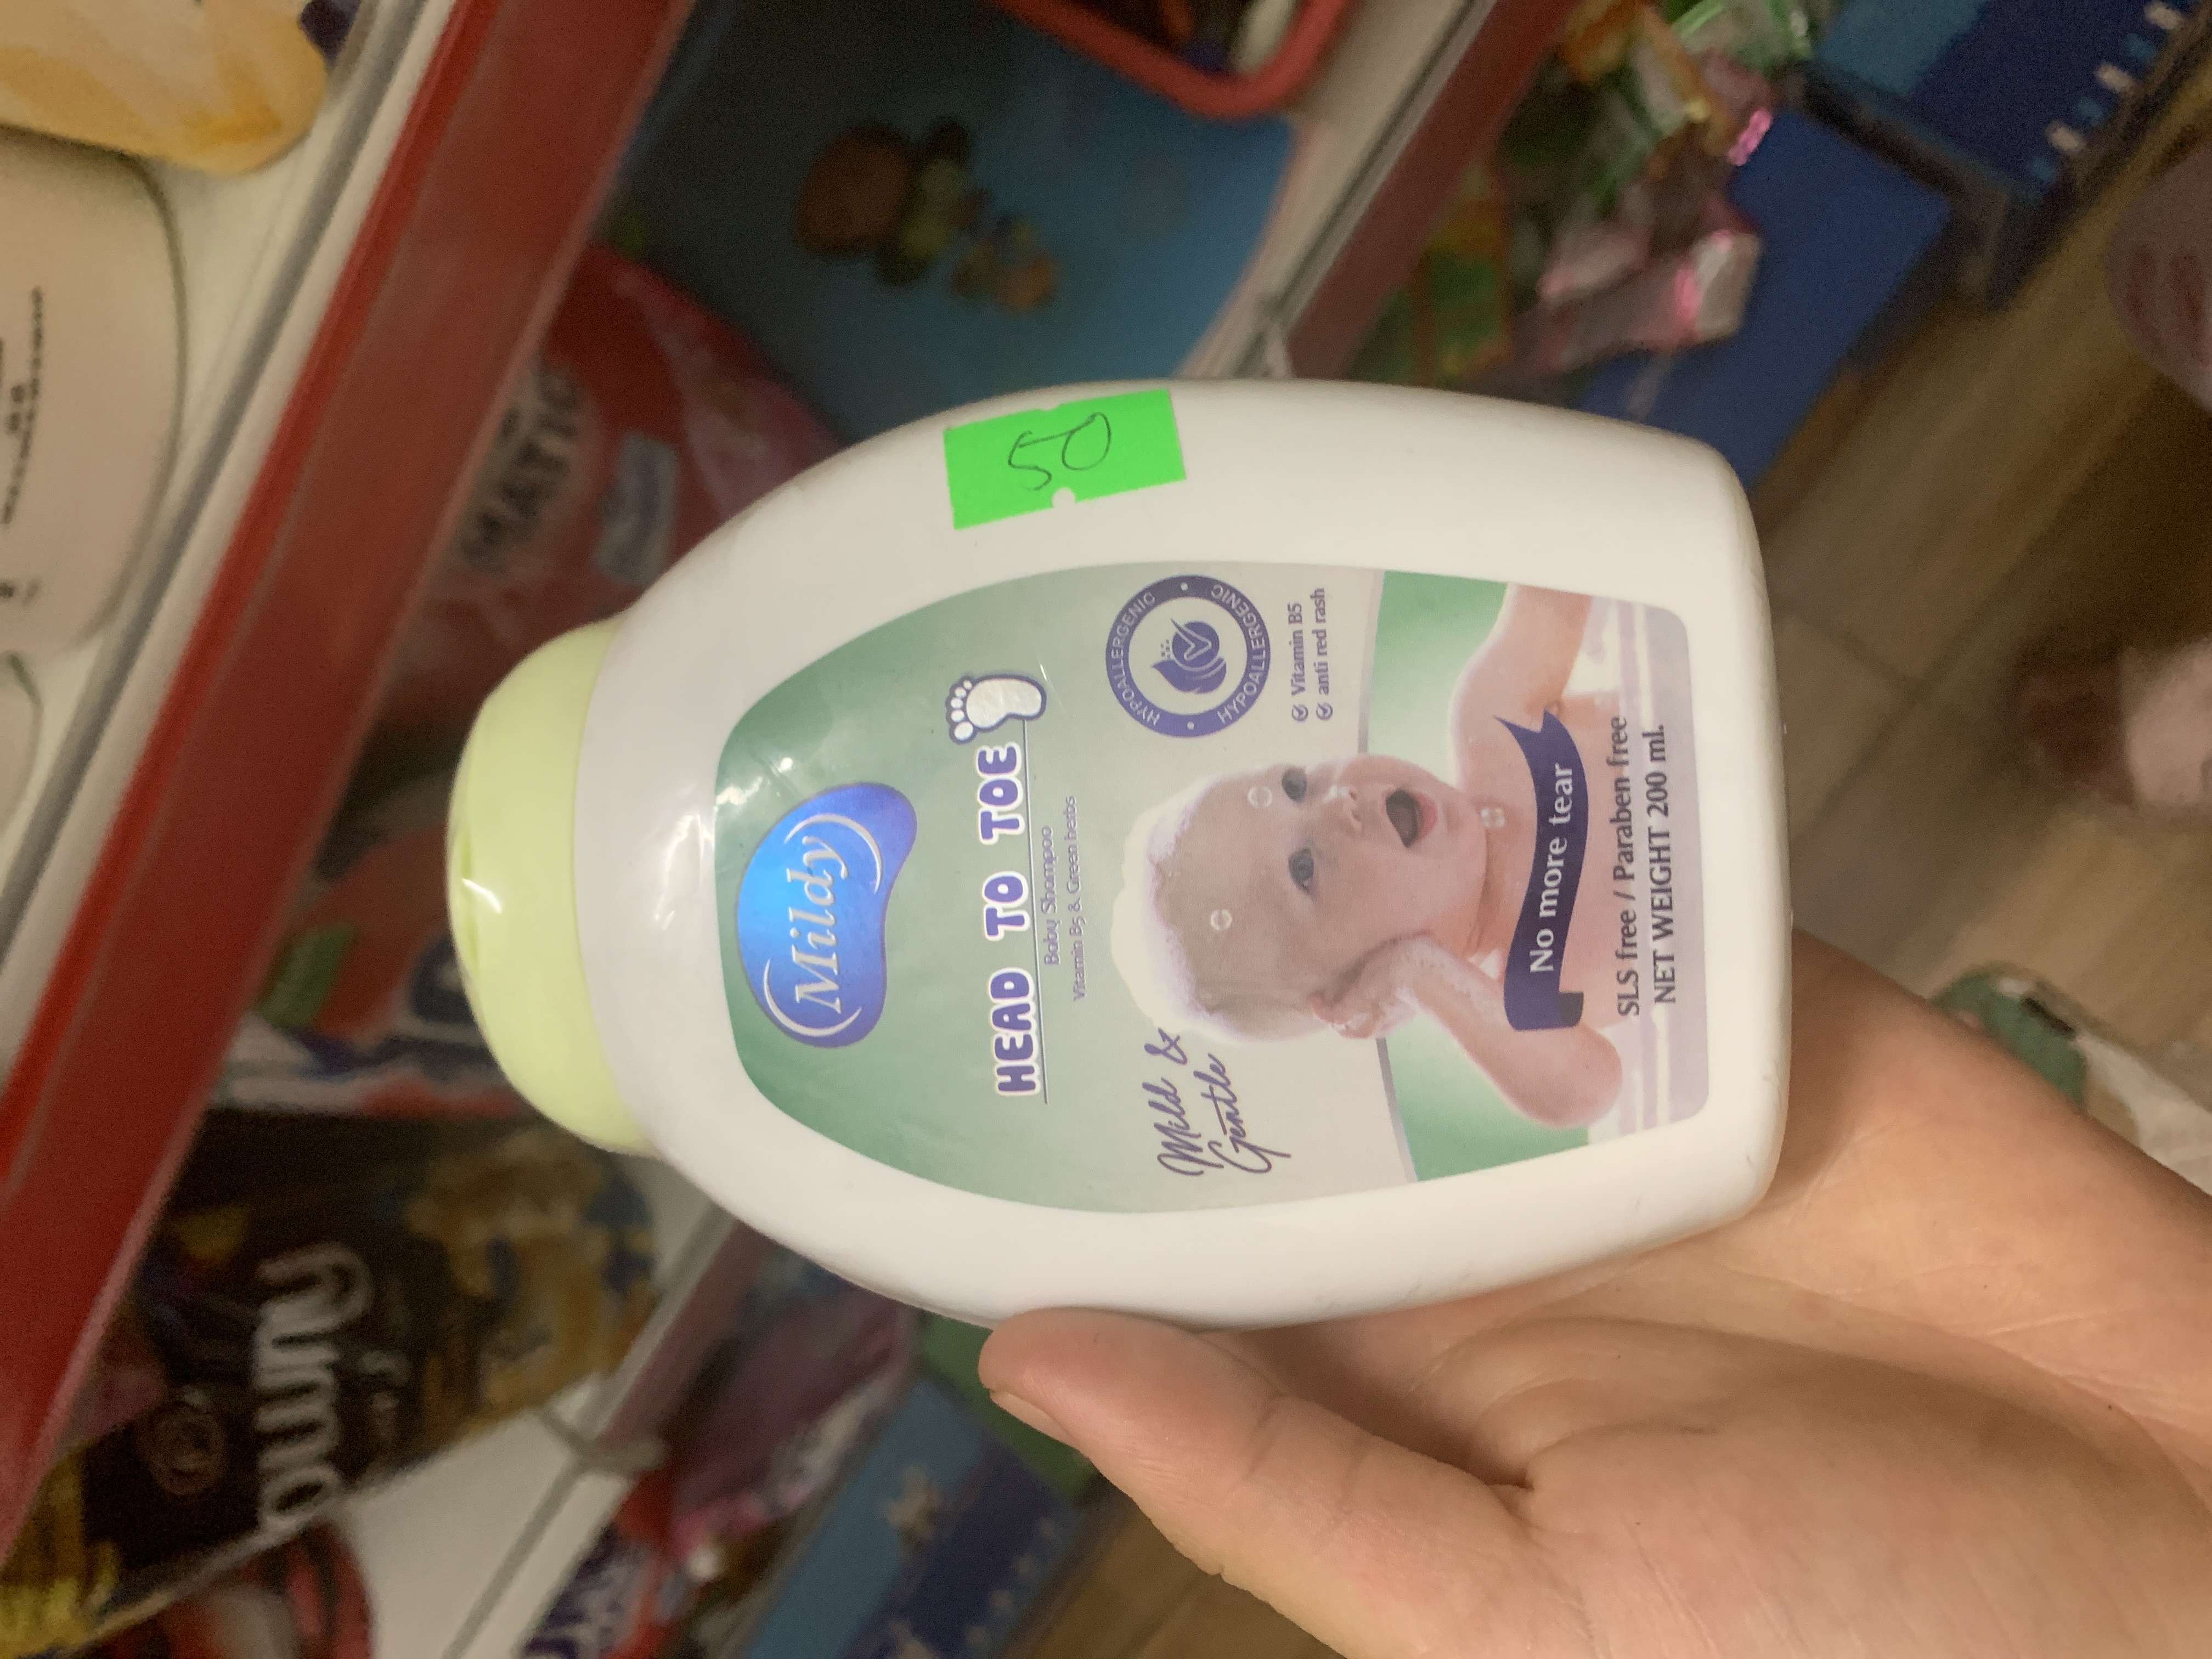 50
Mildy
HEAD TO TOE
Baby Shampoo
Vitamin B5 & Green herbs
HYPOALLERGENIC • HYPOALLERGENIC •
Mild &
Gentle
Vitamin B5
anti red rash
No more tear
SLS free / Paraben free
NET WEIGHT 200 ml.
MATIC